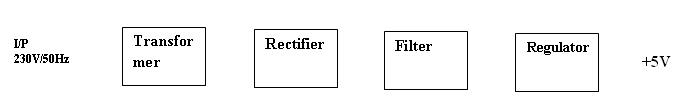 I/P
230V/50Hz
Transfor
mer
Rectifier
Filter
Regulator
+5V